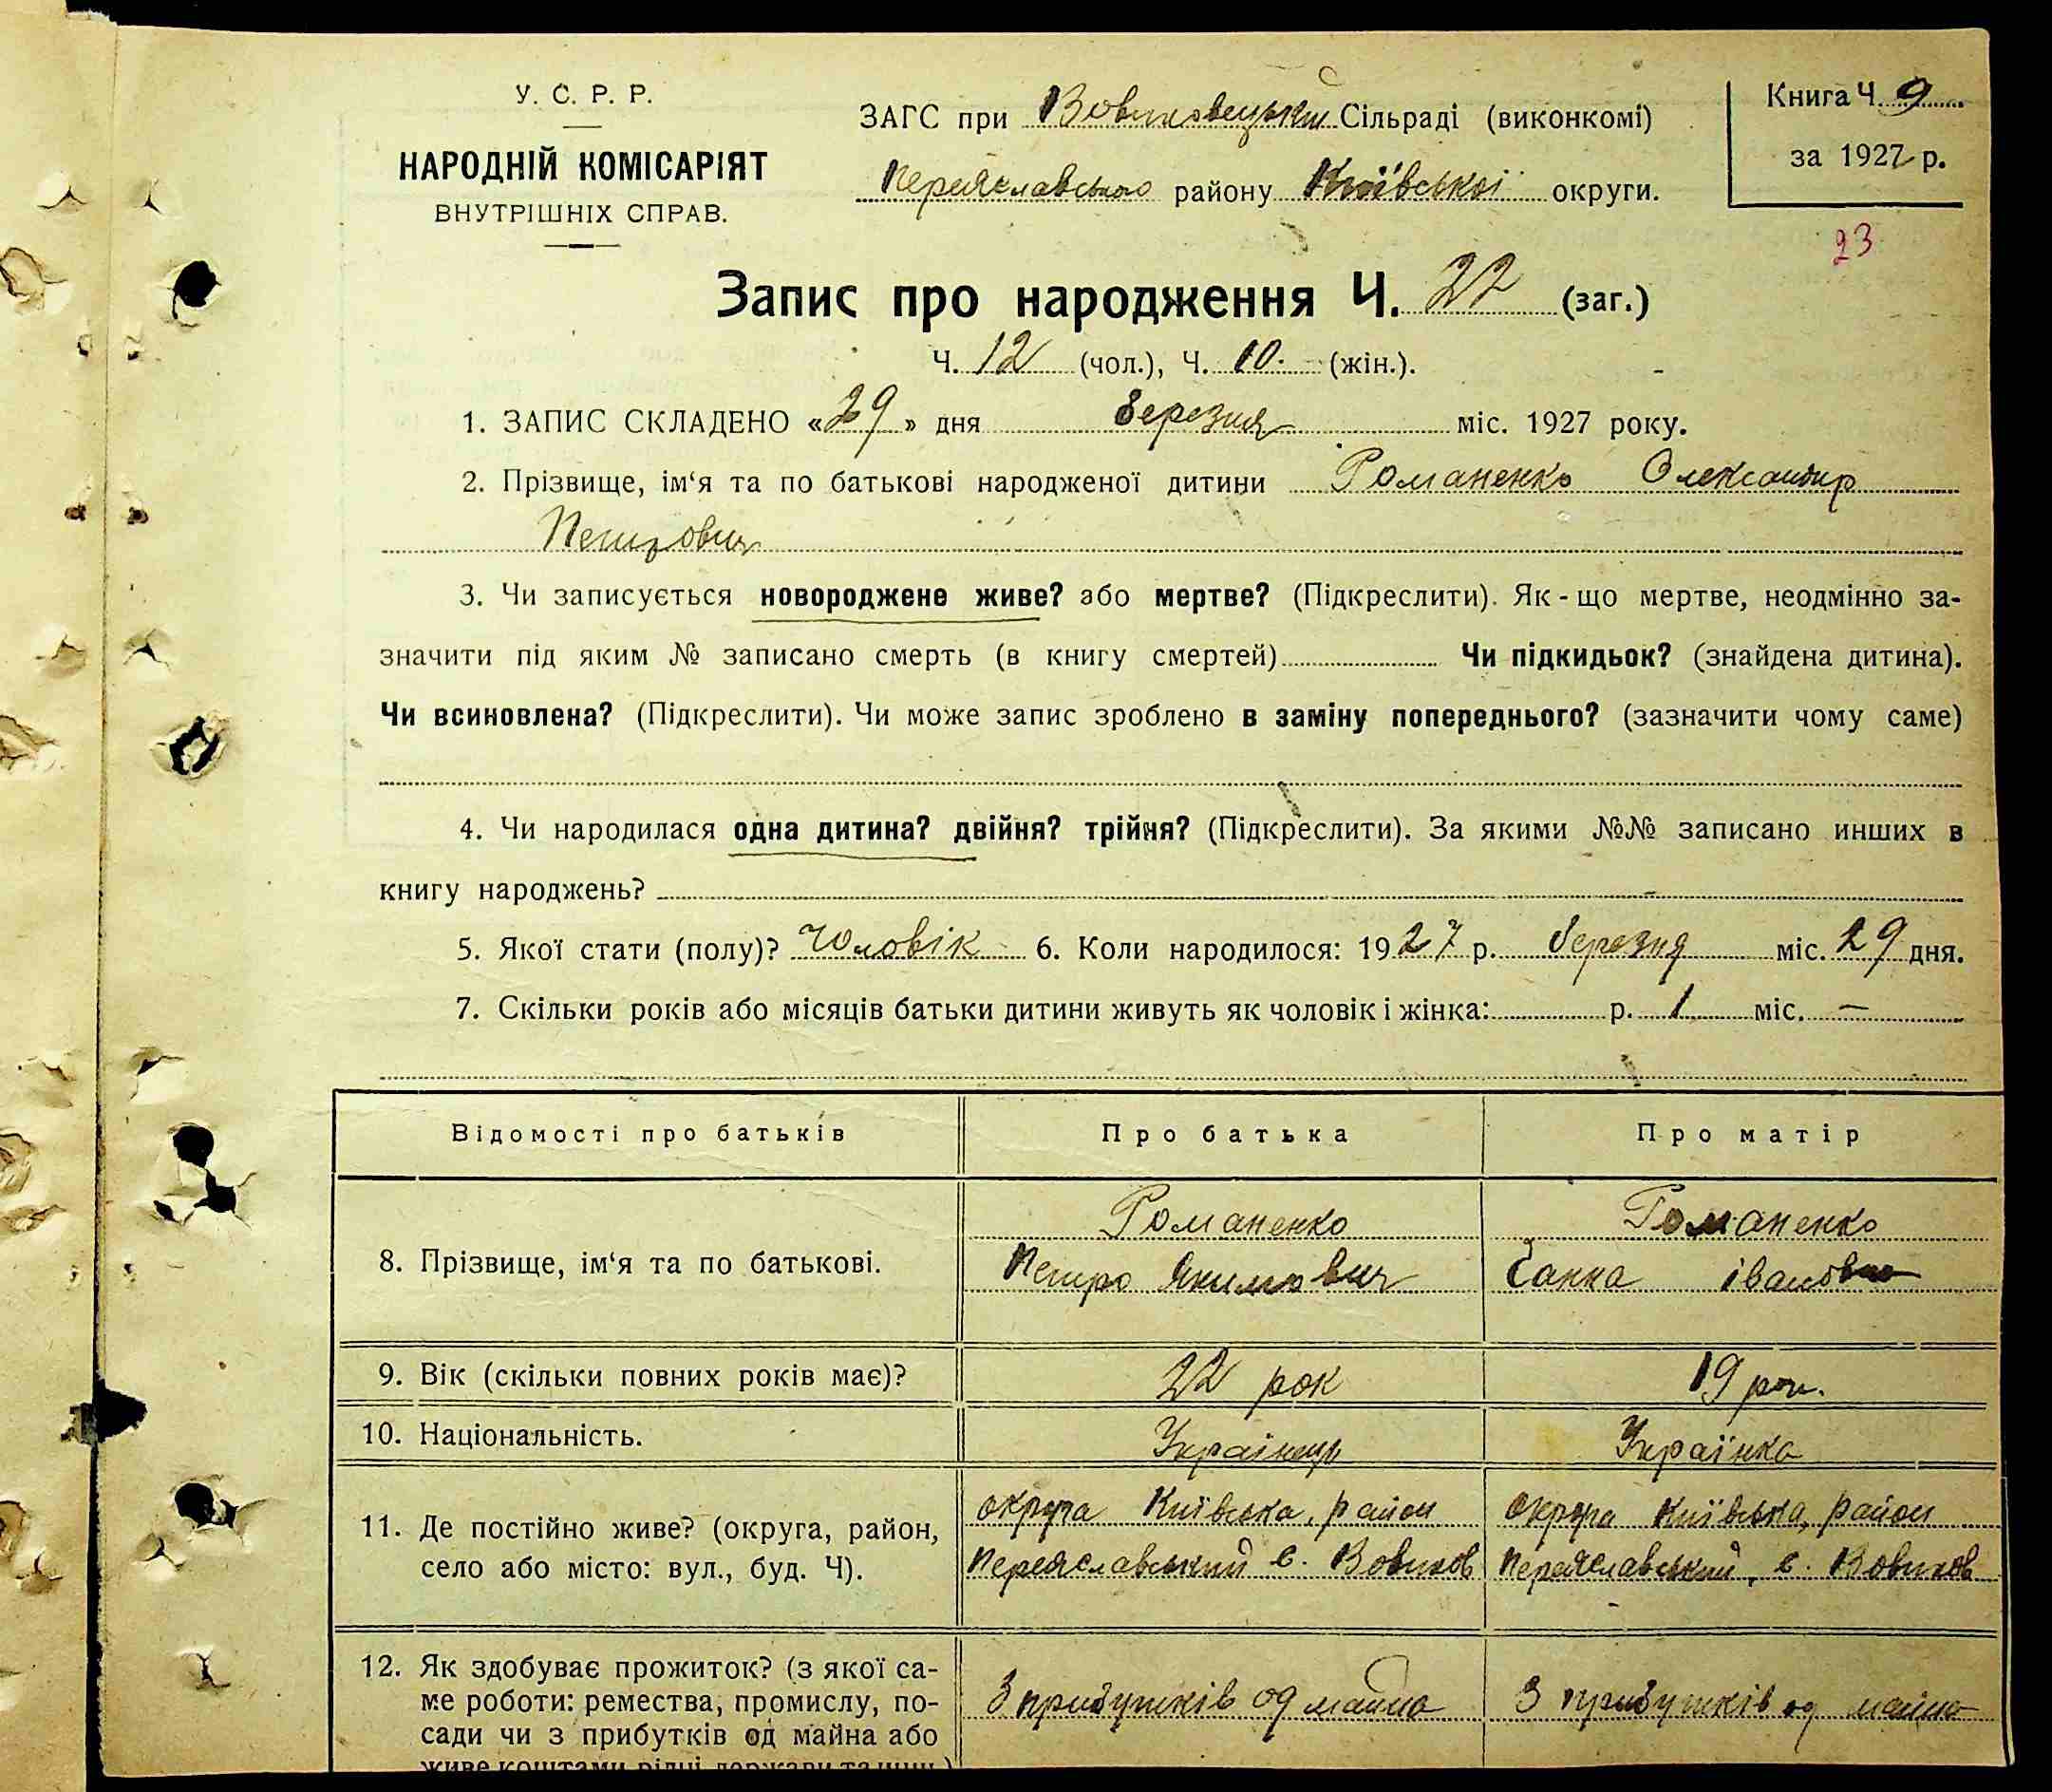 У. С. Р. Р.
НАРОДНІЙ КОМІСАРІЯТ
ВНУТРІШНІХ СПРАВ.
ЗАГС при Вовчковецький Сільраді (виконкомі)
Переяславського району Київської округи.
Книга Ч. 9
за 1927 р.
23
Запис про народження Ч. 22 (заг.)
Ч. 12 (чол.), Ч. 10. (жін.).
1. ЗАПИС СКЛАДЕНО «29» дня березня міс. 1927 року.
2. Прізвище, ім‘я та по батькові народженої дитини Романенко Олександр
Петрович
3. Чи записується новороджене живе? або мертве? (Підкреслити). Як-що мертве, неодмінно за-
значити під яким № записано смерть (в книгу смертей) Чи підкидьок? (знайдена дитина).
Чи всиновлена? (Підкреслити). Чи може запис зроблено в заміну попереднього? (зазначити чому саме)
4. Чи народилася одна дитина? двійня? трійня? (Підкреслити). За якими №№ записано инших в
книгу народжень?
5. Якої стати (полу)? Чоловік 6. Коли народилося: 1927 р. березня міс. 29 дня.
7. Скільки років або місяців батьки дитини живуть як чоловік і жінка: р. 1 міс. —
Відомості про батьків Про батька Про матір
8. Прізвище, ім‘я та по батькові. Романенко Петро Якимович Романенко Ганна Івановна
9. Вік (скільки повних років має)? 22 рок 19 рок.
10. Національність. Українець Українка
11. Де постійно живе? (округа, район, округа Київська, район округа Київська, район
село або місто: вул., буд. Ч). Переяславський с. Вовчков Переяславський, с. Вовчков
12. Як здобуває прожиток? (з якої са-
ме роботи: ремества, промислу, по- З прибутків од майна З прибутків од майна
сади чи з прибутків од майна або
живе коштами рідні, держави та инш.)